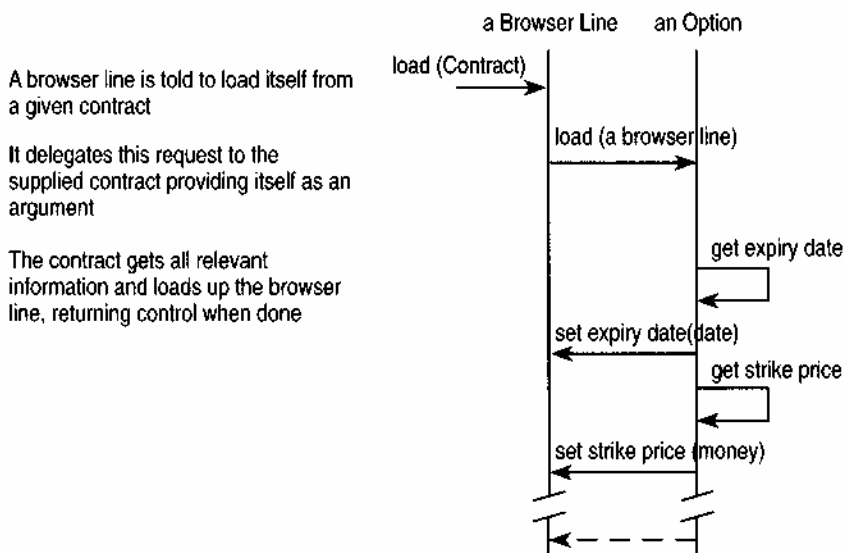 a Browser Line an Option
load (Contract)
A browser line is told to load itself from
a given contract
load (a browser line)
It delegates this request to the
supplied contract providing itself as an
argument
get expiry date
The contract gets all relevant
information and loads up the browser
line, returning control when done
set expiry date(date)
get strike price
set strike price (money)